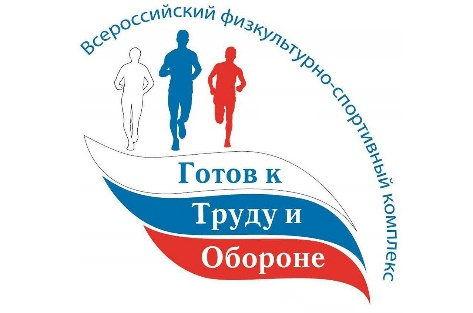 Всероссийский физкультурно-спортивный комплекс
Готов к
Труду и
Обороне